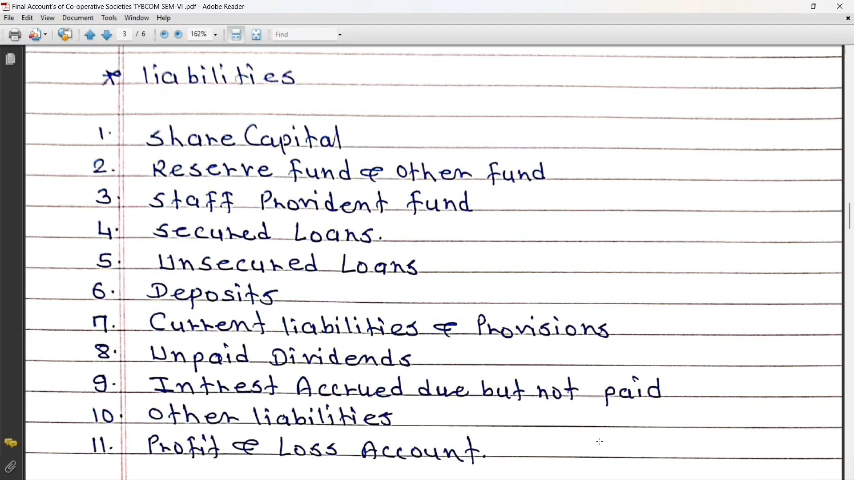 Final Account's of Co-operative Societies TYBCOM SEM-VI .pdf - Adobe Reader
File Edit View Document Tools Window Help
3 / 6 162% Find
* liabilities
1. Share Capital
2. Reserve fund & Other fund
3. Staff Provident fund
4. Secured Loans.
5. Unsecured Loans
6. Deposits
7. Current liabilities & Provisions
8. Unpaid Dividends
9. Intrest Accrued due but not paid
10. Other liabilities
11. Profit & Loss Account.